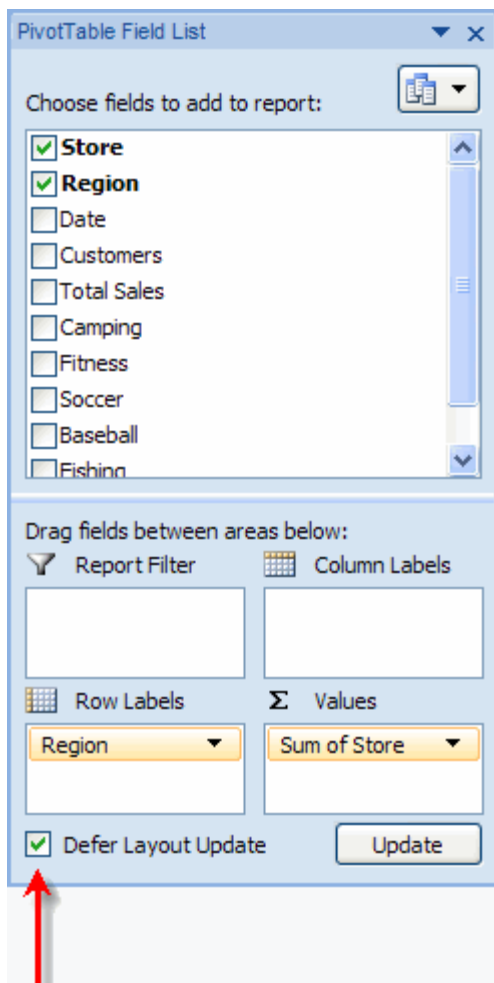 PivotTable Field List
Choose fields to add to report:
Store
Region
Date
Customers
Total Sales
Camping
Fitness
Soccer
Baseball
Fishing
Drag fields between areas below:
Report Filter
Column Labels
Row Labels
Σ Values
Region
Sum of Store
Defer Layout Update
Update